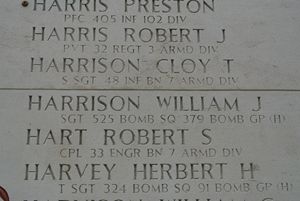 HARRIS PRESTON
PFC 405 INF 102 DIV
HARRIS ROBERT J
PVT 32 REGT 3 ARMD DIV
HARRISON CLOY T
S SGT 48 INF BN 7 ARMD DIV
HARRISON WILLIAM J
SGT 525 BOMB SQ 379 BOMB GP (H)
HART ROBERT S
CPL 33 ENGR BN 7 ARMD DIV
HARVEY HERBERT H
T SGT 324 BOMB SQ 91 BOMB GP (H)